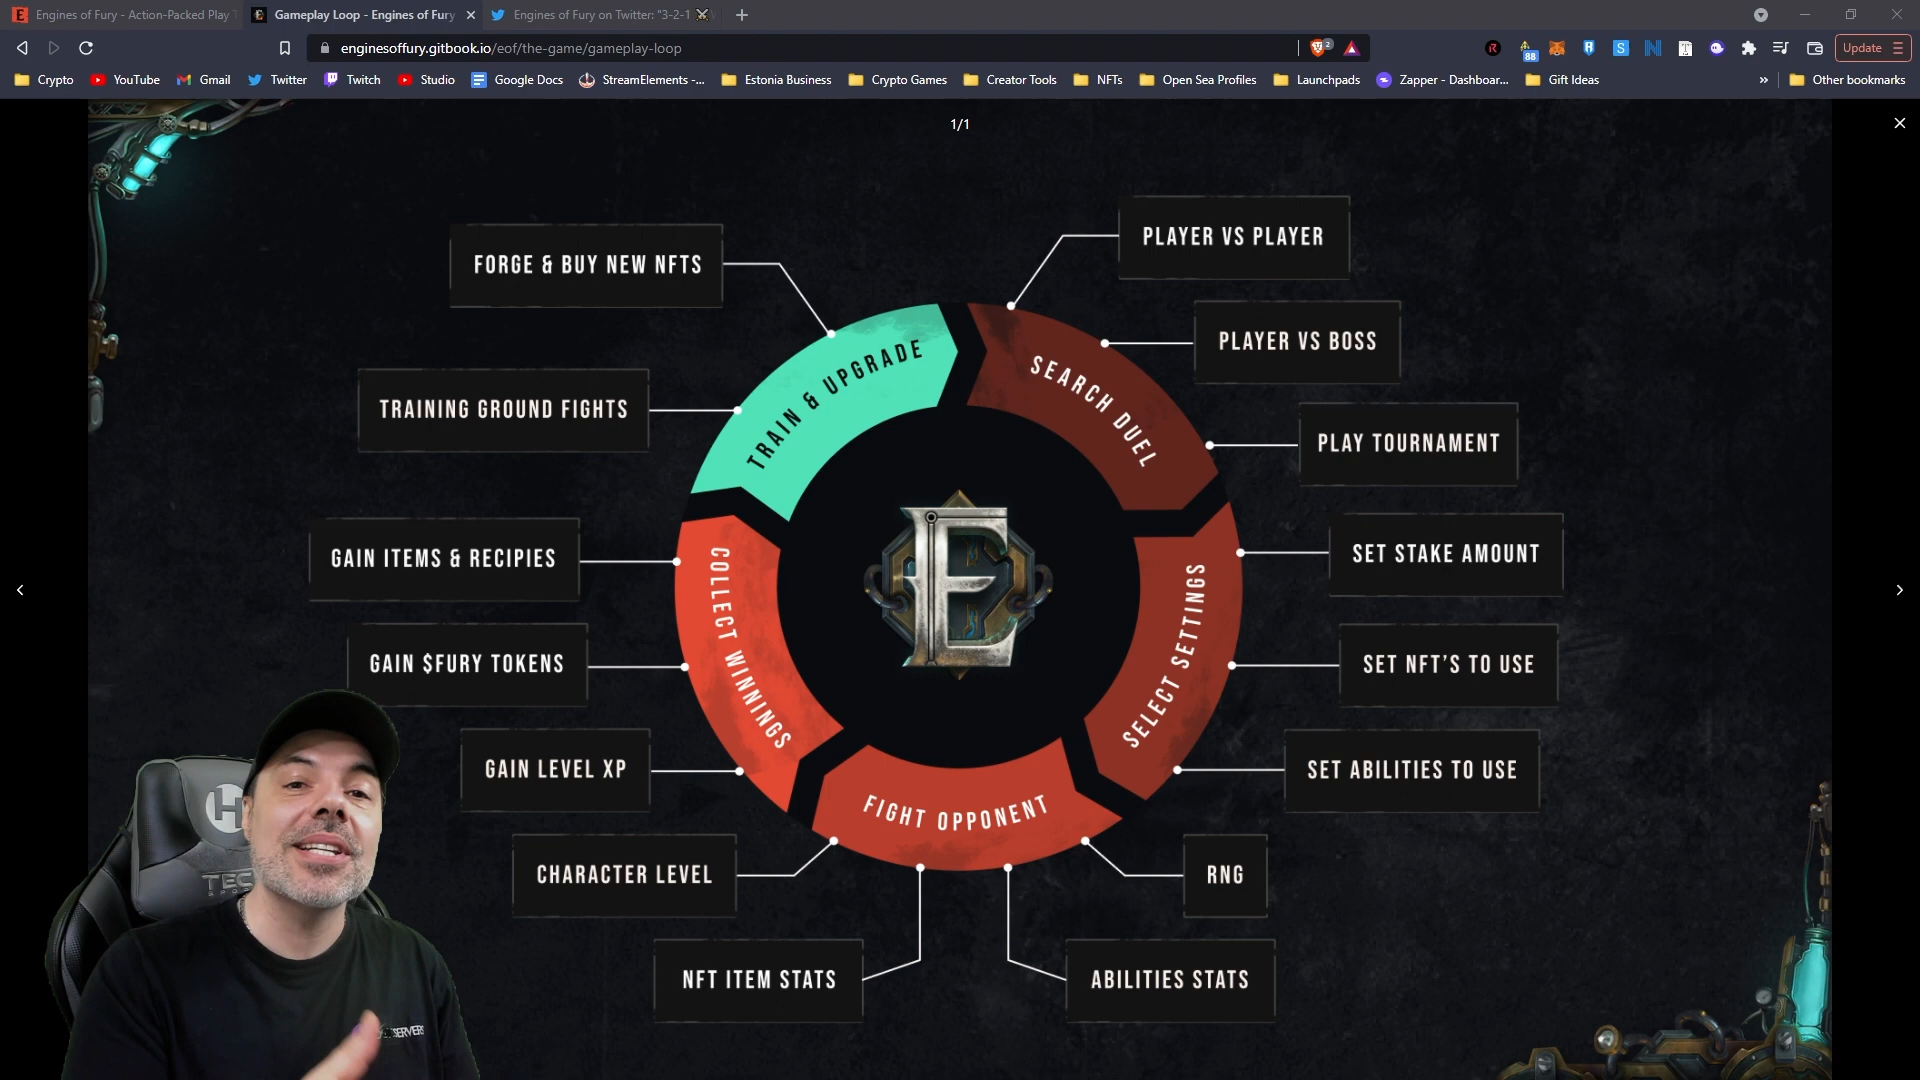 Engines of Fury - Action-Packed Play T
Gameplay Loop - Engines of Fury
Engines of Fury on Twitter: "3-2-1
enginesoffury.gitbook.io/eof/the-game/gameplay-loop
2
88
Update
Crypto
YouTube
Gmail
Twitter
Twitch
Studio
Google Docs
StreamElements -...
Estonia Business
Crypto Games
Creator Tools
NFTs
Open Sea Profiles
Launchpads
Zapper - Dashboar...
Gift Ideas
»
Other bookmarks
1/1
PLAYER VS PLAYER
FORGE & BUY NEW NFTS
PLAYER VS BOSS
TRAIN & UPGRADE
SEARCH DUEL
TRAINING GROUND FIGHTS
PLAY TOURNAMENT
GAIN ITEMS & RECIPIES
SET STAKE AMOUNT
COLLECT WINNINGS
E
SELECT SETTINGS
GAIN $FURY TOKENS
SET NFT'S TO USE
GAIN LEVEL XP
SET ABILITIES TO USE
FIGHT OPPONENT
CHARACTER LEVEL
RNG
NFT ITEM STATS
ABILITIES STATS
H
TEC
SERVERS